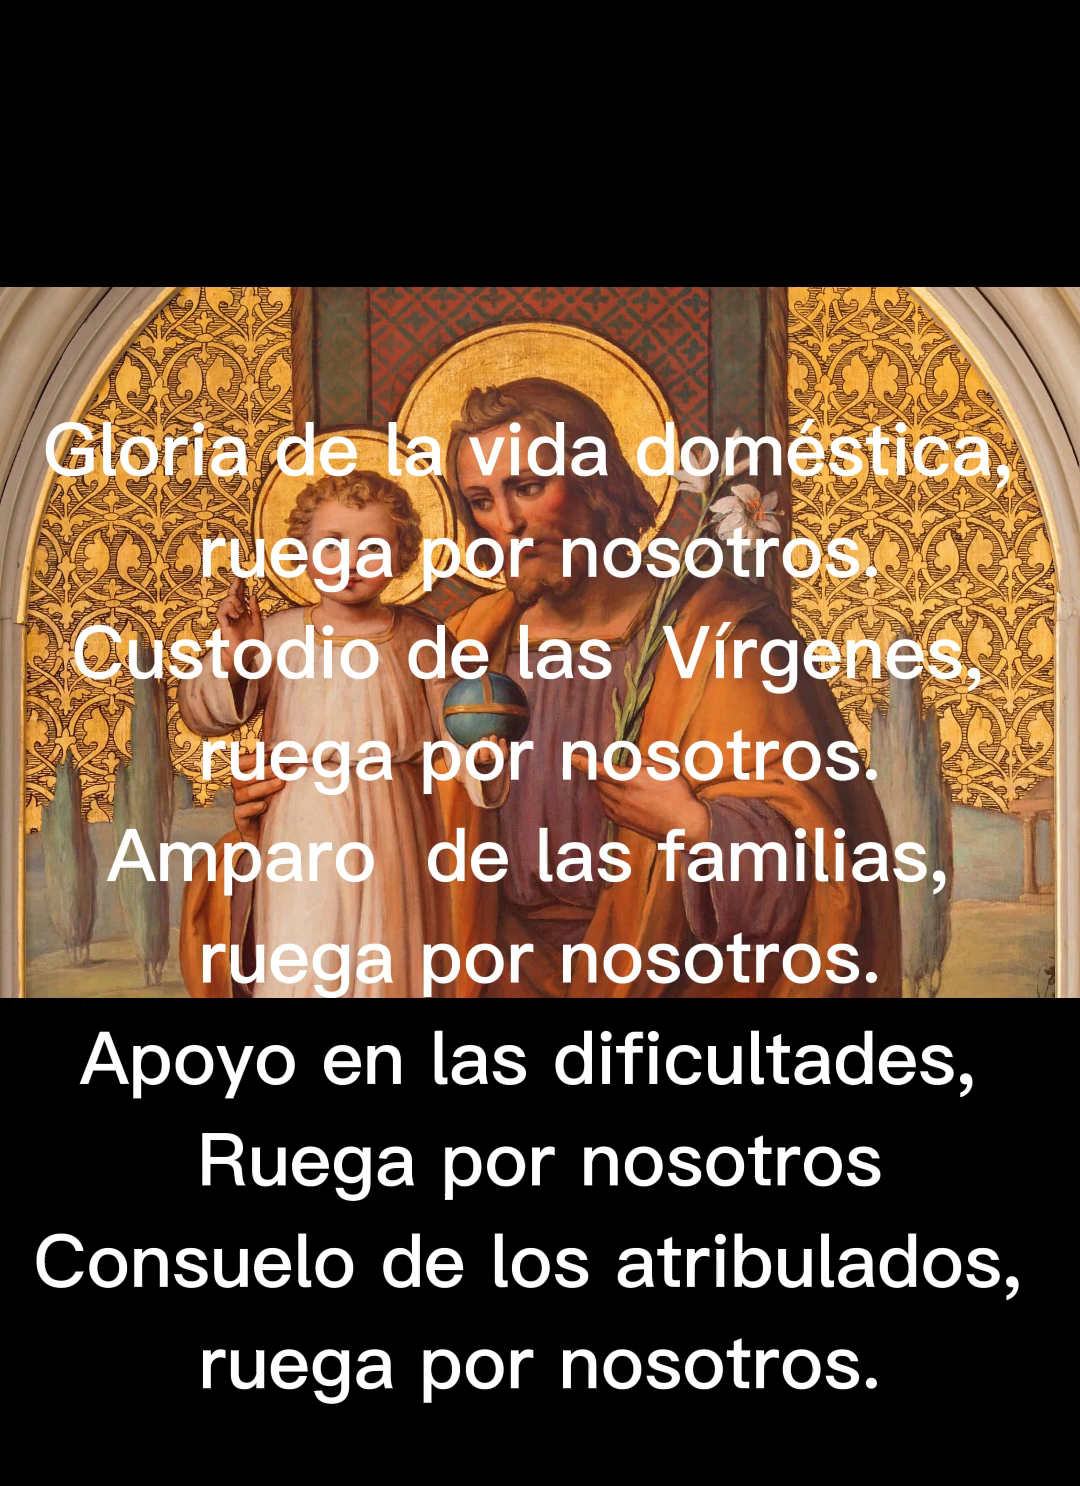 Gloria de la vida doméstica,
ruega por nosotros.
Custodio de las  Vírgenes,
ruega por nosotros.
Amparo  de las familias,
ruega por nosotros.
Apoyo en las dificultades,
Ruega por nosotros
Consuelo de los atribulados,
ruega por nosotros.